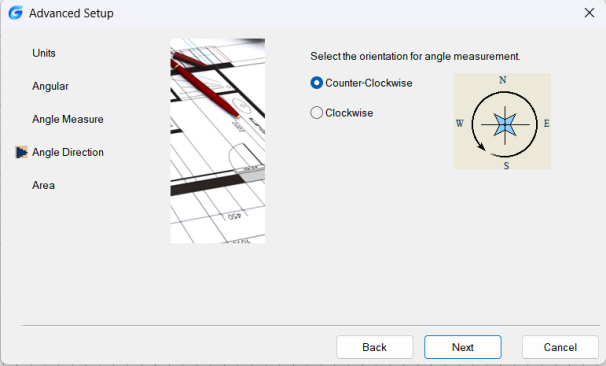 Advanced Setup
Units
Angular
Angle Measure
Angle Direction
Area
Select the orientation for angle measurement.
Counter-Clockwise
Clockwise
N
W
E
S
450
Back
Next
Cancel